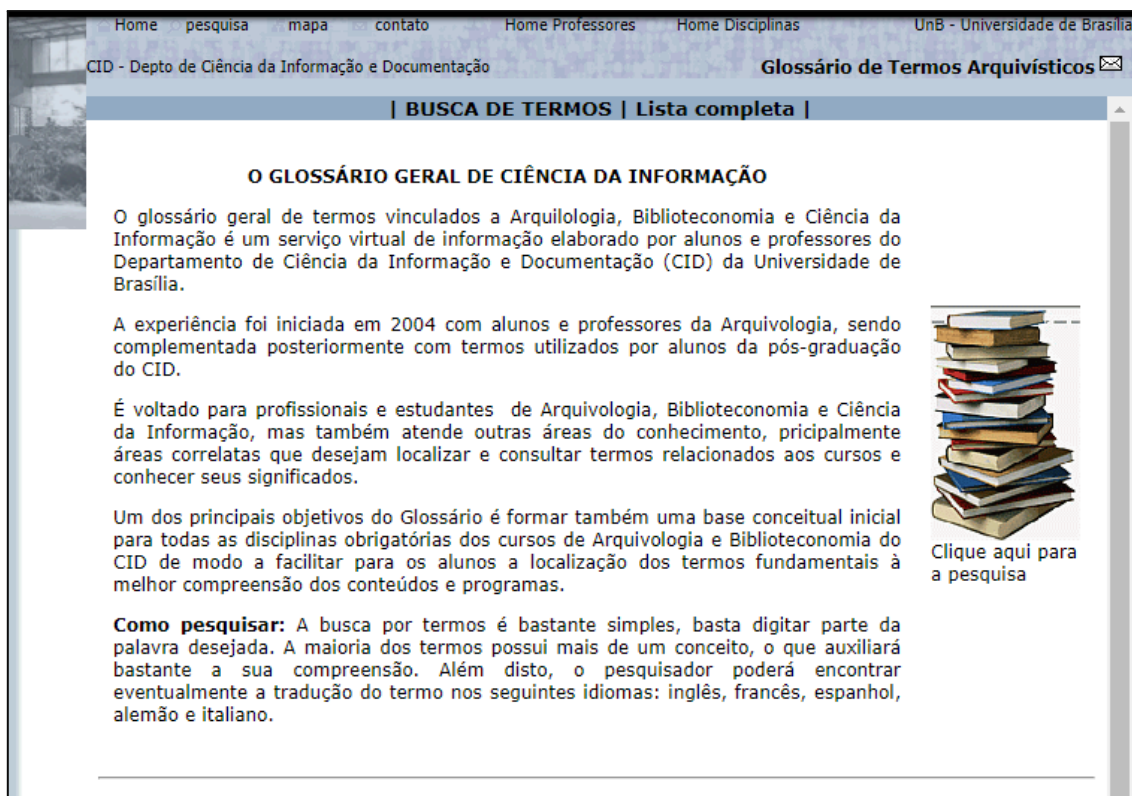 Home pesquisa mapa contato Home Professores Home Disciplinas UnB - Universidade de Brasília
CID - Depto de Ciência da Informação e Documentação Glossário de Termos Arquivísticos
| BUSCA DE TERMOS | Lista completa |
O GLOSSÁRIO GERAL DE CIÊNCIA DA INFORMAÇÃO
O glossário geral de termos vinculados a Arquilologia, Biblioteconomia e Ciência da
Informação é um serviço virtual de informação elaborado por alunos e professores do
Departamento de Ciência da Informação e Documentação (CID) da Universidade de
Brasília.
A experiência foi iniciada em 2004 com alunos e professores da Arquivologia, sendo
complementada posteriormente com termos utilizados por alunos da pós-graduação
do CID.
É voltado para profissionais e estudantes de Arquivologia, Biblioteconomia e Ciência
da Informação, mas também atende outras áreas do conhecimento, pricipalmente
áreas correlatas que desejam localizar e consultar termos relacionados aos cursos e
conhecer seus significados.
Um dos principais objetivos do Glossário é formar também uma base conceitual inicial
para todas as disciplinas obrigatórias dos cursos de Arquivologia e Biblioteconomia do
CID de modo a facilitar para os alunos a localização dos termos fundamentais à
melhor compreensão dos conteúdos e programas.
Como pesquisar: A busca por termos é bastante simples, basta digitar parte da
palavra desejada. A maioria dos termos possui mais de um conceito, o que auxiliará
bastante a sua compreensão. Além disto, o pesquisador poderá encontrar
eventualmente a tradução do termo nos seguintes idiomas: inglês, francês, espanhol,
alemão e italiano.
Clique aqui para
a pesquisa